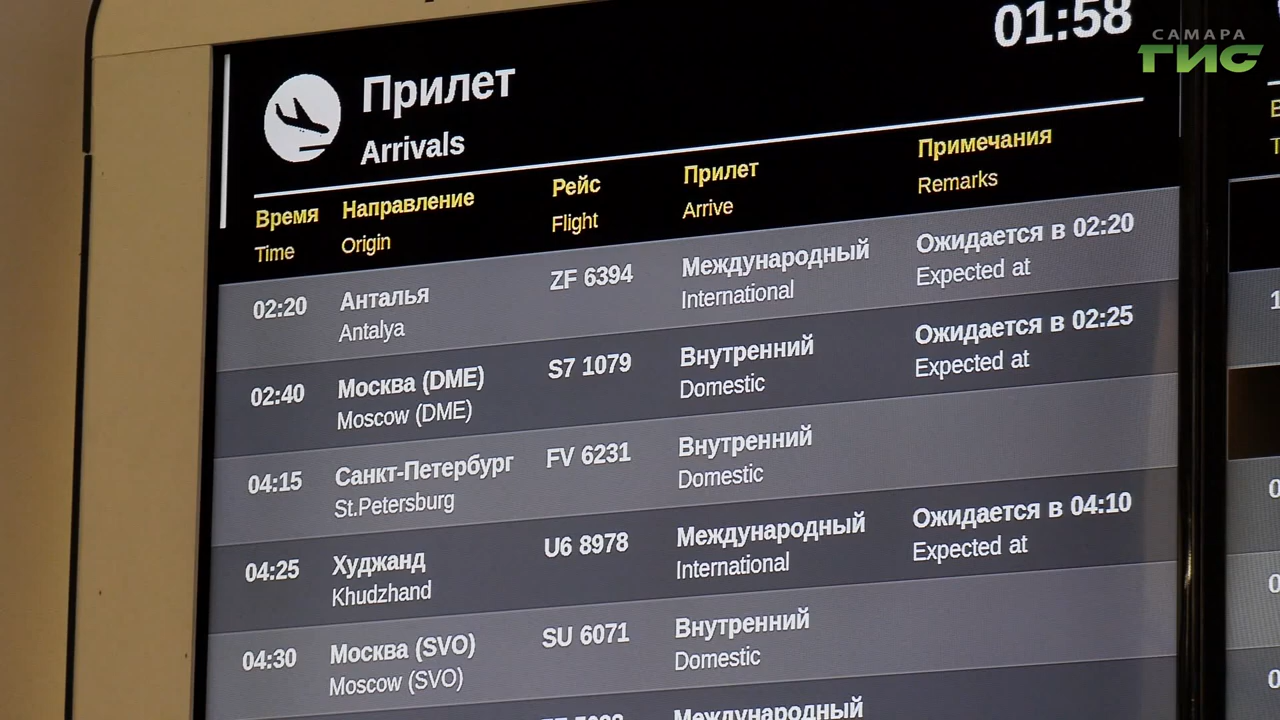 01:58
САМАРА
ГИС
Прилет
Arrivals
Время Направление Рейс Прилет Примечания
Time Origin Flight Arrive Remarks
02:20 Анталья ZF 6394 Международный Ожидается в 02:20
Antalya International Expected at
02:40 Москва (DME) S7 1079 Внутренний Ожидается в 02:25
Moscow (DME) Domestic Expected at
04:15 Санкт-Петербург FV 6231 Внутренний
St.Petersburg Domestic
04:25 Худжанд U6 8978 Международный Ожидается в 04:10
Khudzhand International Expected at
04:30 Москва (SVO) SU 6071 Внутренний
Moscow (SVO) Domestic
Международный